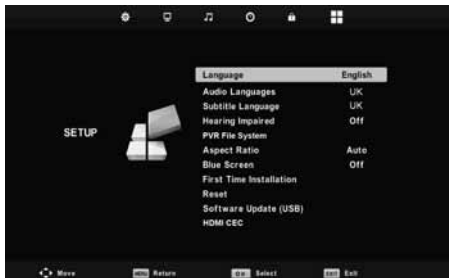 Language English
Audio Languages UK
Subtitle Language UK
Hearing Impaired Off
SETUP
PVR File System
Aspect Ratio Auto
Blue Screen Off
First Time Installation
Reset
Software Update (USB)
HDMI CEC
Move MENU Return OK Select EXIT Exit